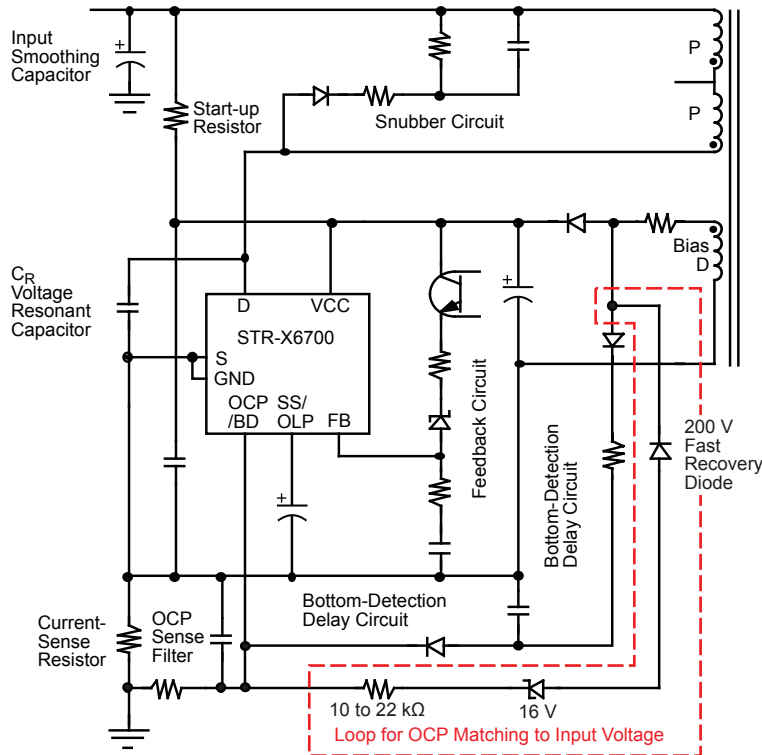 Input
Smoothing
Capacitor
+
Start-up
Resistor
Snubber Circuit
P
P
Bias
D
CR
Voltage
Resonant
Capacitor
D
VCC
STR-X6700
S
GND
OCP
/BD
SS/
OLP
FB
+
+
Feedback Circuit
Bottom-Detection
Delay Circuit
200 V
Fast
Recovery
Diode
Bottom-Detection
Delay Circuit
Current-
Sense
Resistor
OCP
Sense
Filter
10 to 22 kΩ
16 V
Loop for OCP Matching to Input Voltage